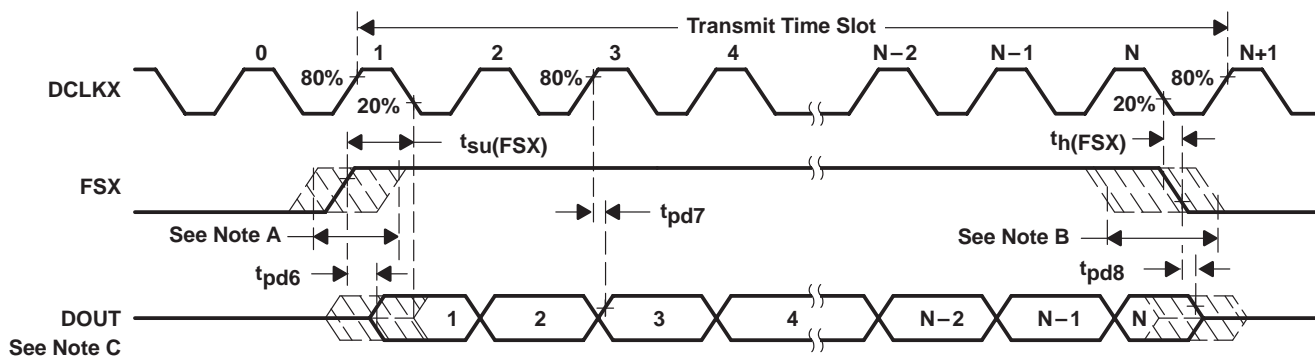 Transmit Time Slot
0 1 2 3 4 N−2 N−1 N N+1
80% 80% 80%
DCLKX
20% 20%
tsu(FSX) th(FSX)
FSX
tpd7
See Note A See Note B
tpd6 tpd8
DOUT 1 2 3 4 N−2 N−1 N
See Note C